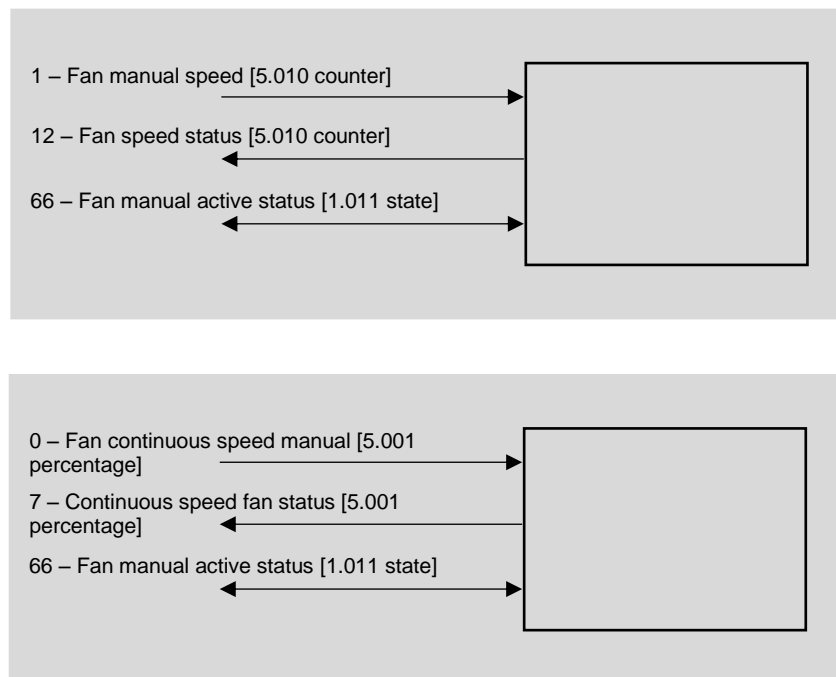 1 – Fan manual speed [5.010 counter]
12 – Fan speed status [5.010 counter]
66 – Fan manual active status [1.011 state]
0 – Fan continuous speed manual [5.001
percentage]
7 – Continuous speed fan status [5.001
percentage]
66 – Fan manual active status [1.011 state]